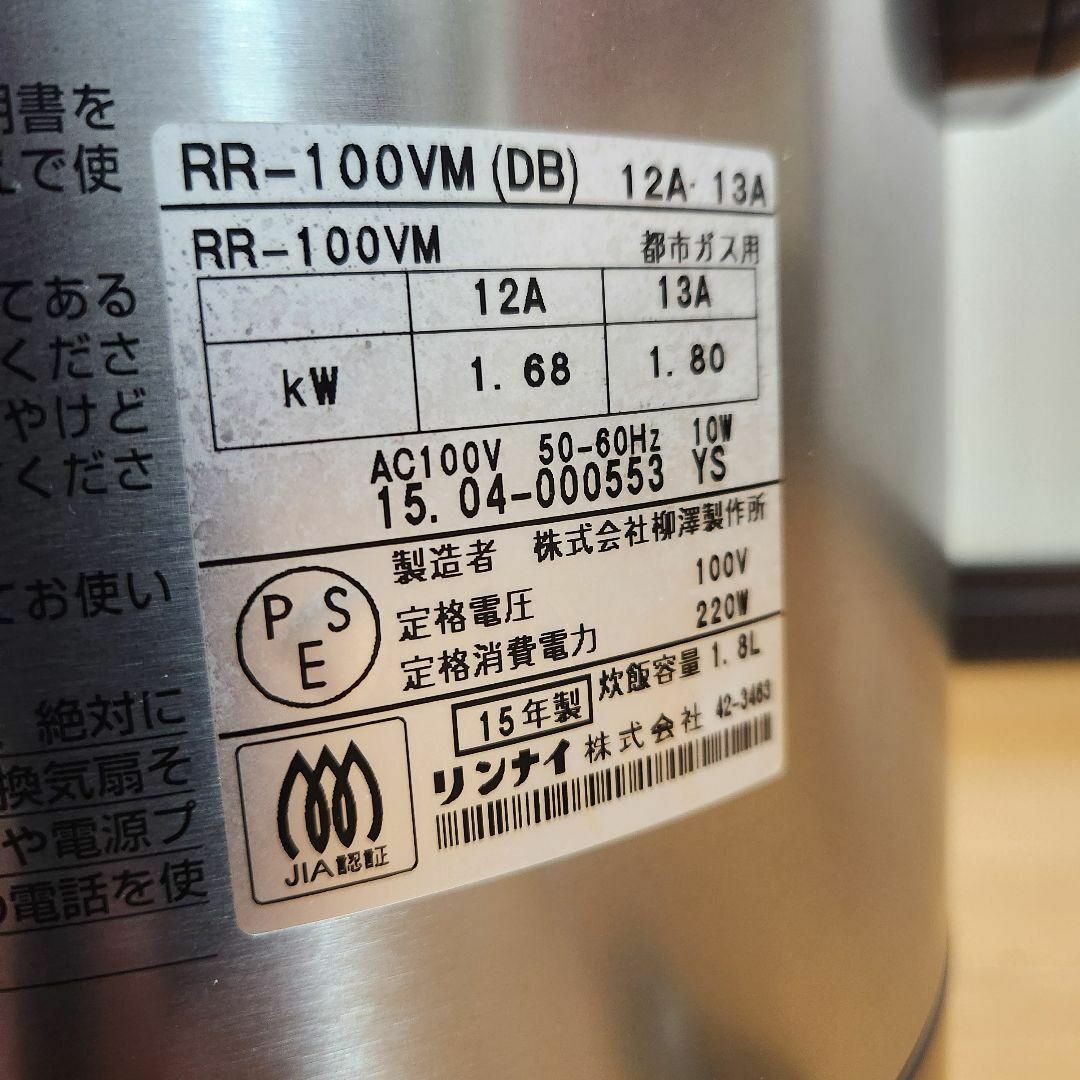 明書を
えで使
てある
くださ
やけど
くださ
てお使い
絶対に
換気扇そ
や電源プ
の電話を使
RR-100VM (DB) 12A・13A
RR-100VM 都市ガス用
12A 13A
kW 1.68 1.80
AC100V 50-60Hz 10W
15. 04-000553 YS
製造者 株式会社柳澤製作所
PSE
定格電圧 100V
定格消費電力 220W
15年製 炊飯容量 1.8L
リンナイ 株式会社 42-3483
JIA認証